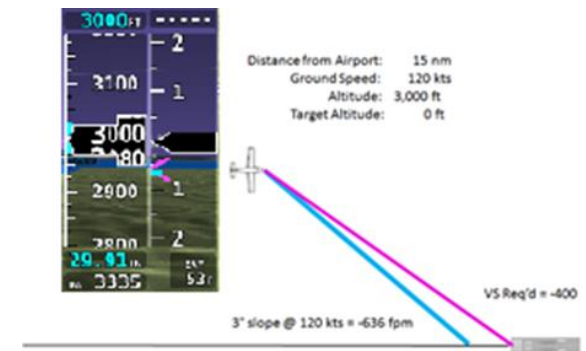 3000FT -----
2
3100
1
3000
80
2900
1
2800
2
29.91IN
3335
53
Distance from Airport: 15 nm
Ground Speed: 120 kts
Altitude: 3,000 ft
Target Altitude: 0 ft
VS Req'd = -400
3° slope @ 120 kts = -636 fpm